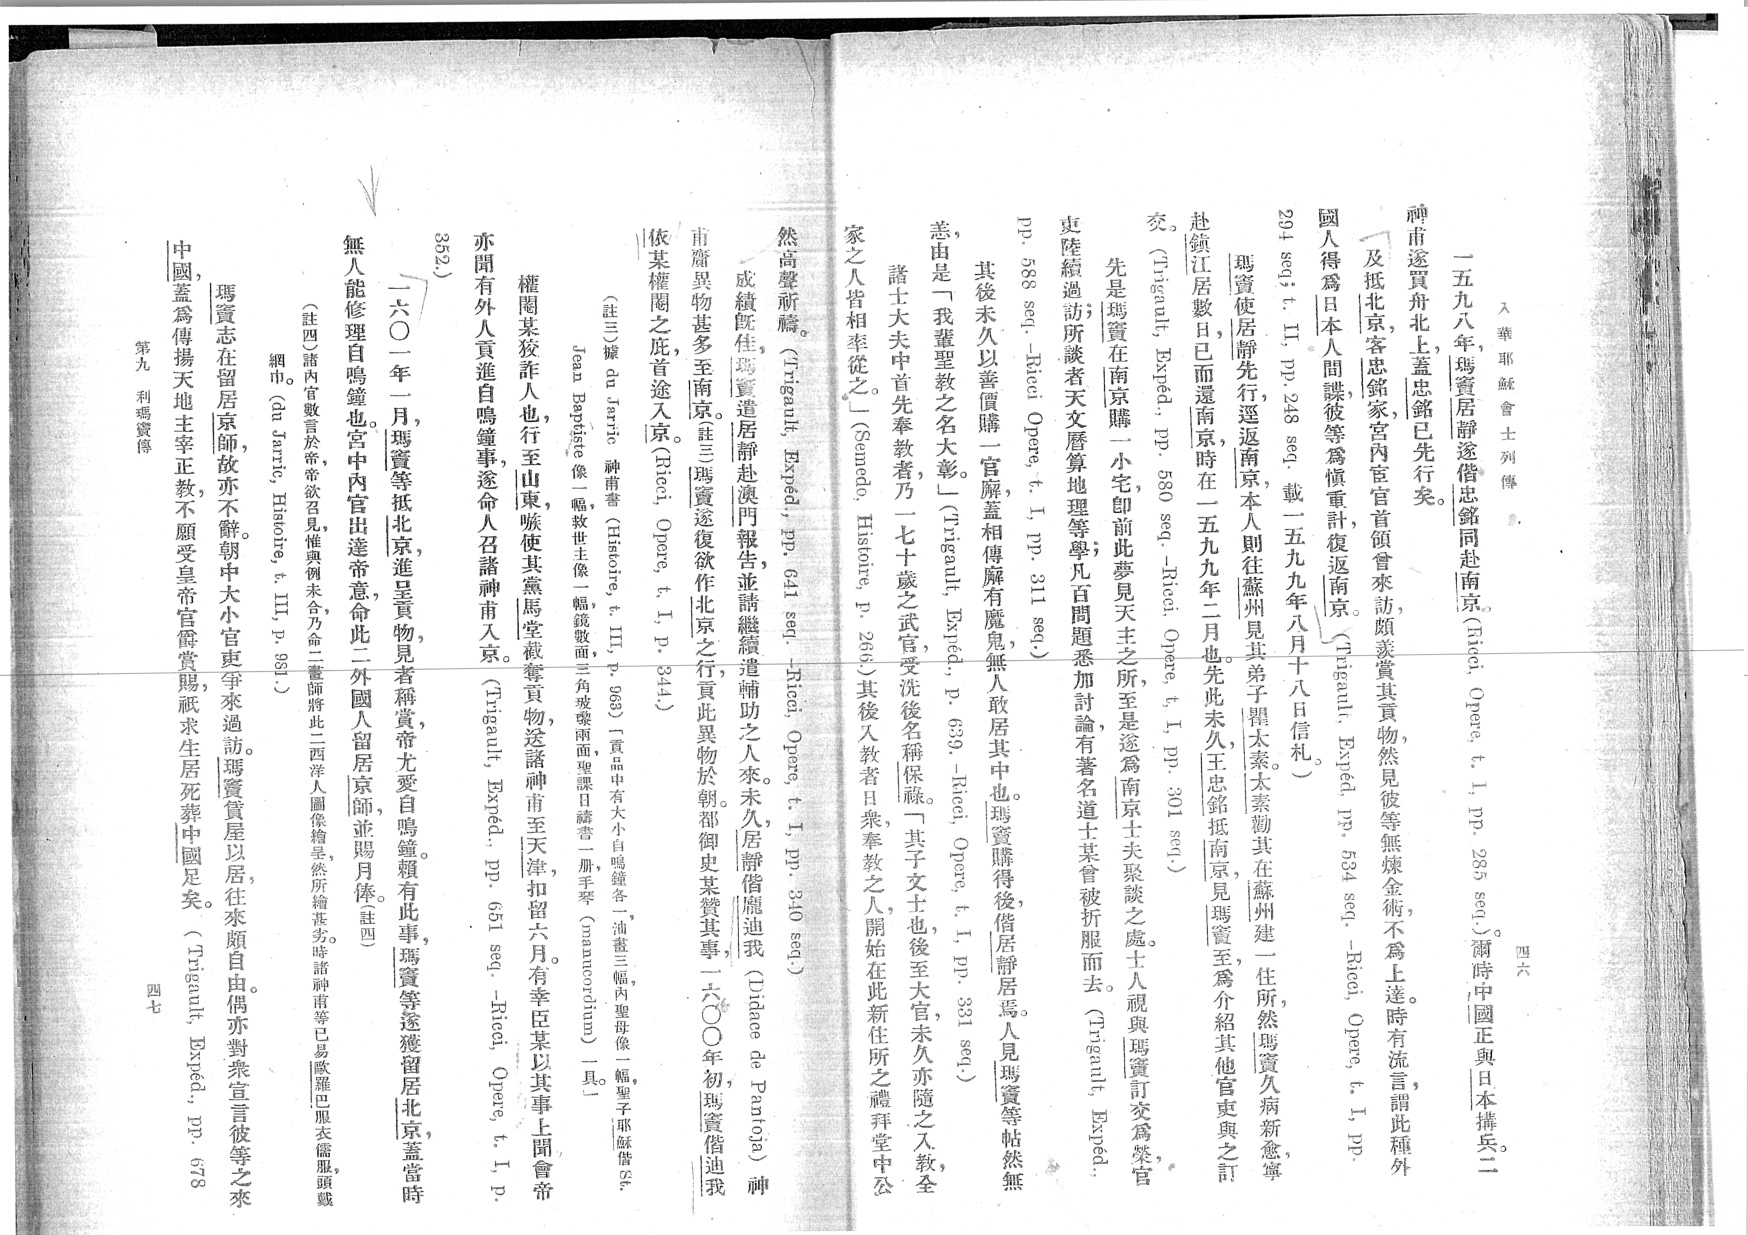 入華耶穌會士列傳
四六
一五九八年，瑪竇居靜遂偕忠銘同赴南京。(Ricci, Opere, t. I, pp. 285 seq.)爾時中國正與日本搆兵。二
神甫遂買舟北上，蓋忠銘已先行矣。
及抵北京，客忠銘家，宮內宦官首領曾來訪，頗羨賞其貢物，然見彼等無煉金術，不爲上達。時有流言，謂此種外
國人得爲日本人間諜，彼等爲愼重計，復返南京。(Trigault, Expéd. pp. 534 seq. –Ricci, Opere, t. I, pp.
294 seq; t. II, pp. 248 seq. 載一五九九年八月十八日信札。)
瑪竇使居靜先行，逕返南京，本人則往蘇州見其弟子瞿太素。太素勸其在蘇州建一住所，然瑪竇久病新愈，寧
赴鎭江居數日，已而還南京，時在一五九九年二月也。先此未久，王忠銘抵南京，見瑪竇至，爲介紹其他官吏與之訂
交。(Trigault, Expéd., pp. 580 seq. –Ricci, Opere, t, I, pp. 301 seq.)
先是瑪竇在南京購一小宅，卽前此夢見天主之所，至是遂爲南京士夫聚談之處。士人視與瑪竇訂交爲榮，官
吏陸續過訪；所談者天文曆算地理等學；凡百問題悉加討論，有著名道士某曾被折服而去。(Trigault, Expéd.,
pp. 588 seq. –Ricci Opere, t. I, pp. 311 seq.)
其後未久以善價購一官廨，蓋相傳廨有魔鬼，無人敢居其中也。瑪竇購得後，偕居靜居焉。人見瑪竇等帖然無
恙，由是「我輩聖教之名大彰。」(Trigault, Expéd., p. 639. –Ricci, Opere, t. I, pp. 331 seq.)
諸士大夫中首先奉教者，乃一七十歲之武官，受洗後名稱保祿。「其子文士也，後至大官，未久亦隨之入教，全
家之人皆相率從之。」(Semedo, Histoire, p. 266.)其後入教者日衆，奉教之人，開始在此新住所之禮拜堂中公
然高聲祈禱。(Trigault, Expéd., pp. 641 seq. –Ricci, Opere, t. I, pp. 340 seq.)
成績旣佳，瑪竇遣居靜赴澳門報告，並請繼續遣輔助之人來。未久，居靜偕龐迪我 (Didace de Pantoja) 神
甫齎異物甚多至南京。(註三)瑪竇遂復欲作北京之行，貢此異物於朝。都御史某贊其事，一六〇〇年初，瑪竇偕迪我
依某權閹之庇，首途入京。(Ricci, Opere, t. I, p. 344.)
(註三)據 du Jarric 神甫書 (Histoire, t. III, p. 963)「貢品中有大小自鳴鐘各一，油畫三幅，內聖母像一幅，聖子耶穌偕 St.
Jean Baptiste 像一幅，救世主像一幅，鏡數面，三角玻瓈兩面，聖課日禱書一册，手琴 (manucordium) 一具。」
權閹某狡詐人也，行至山東，嗾使其黨馬堂截奪貢物，送諸神甫至天津，扣留六月。有幸臣某以其事上聞，會帝
亦聞有外人貢進自鳴鐘事，遂命人召諸神甫入京。 (Trigault, Expéd., pp. 651 seq. –Ricci, Opere, t. I, p.
352.)
一六〇一年一月，瑪竇等抵北京，進呈貢物，見者稱賞，帝尤愛自鳴鐘。賴有此事，瑪竇等遂獲留居北京，蓋當時
無人能修理自鳴鐘也。宮中內官出達帝意，命此二外國人留居京師，並賜月俸。(註四)
(註四)諸內官數言於帝，帝欲召見，惟與例未合，乃命二畫師將此二西洋人圖像繪呈，然所繪甚劣。時諸神甫等已易歐羅巴服，衣儒服，頭戴
網巾。(du Jarric, Histoire, t. III, p. 981.)
瑪竇志在留居京師，故亦不辭。朝中大小官吏爭來過訪。瑪竇賃屋以居，往來頗自由。偶亦對衆宣言彼等之來
中國，蓋爲傳揚天地主宰正教，不願受皇帝官爵賞賜，祇求生居死葬中國足矣。 (Trigault, Expéd., pp. 678
第九 利瑪竇傳
四七